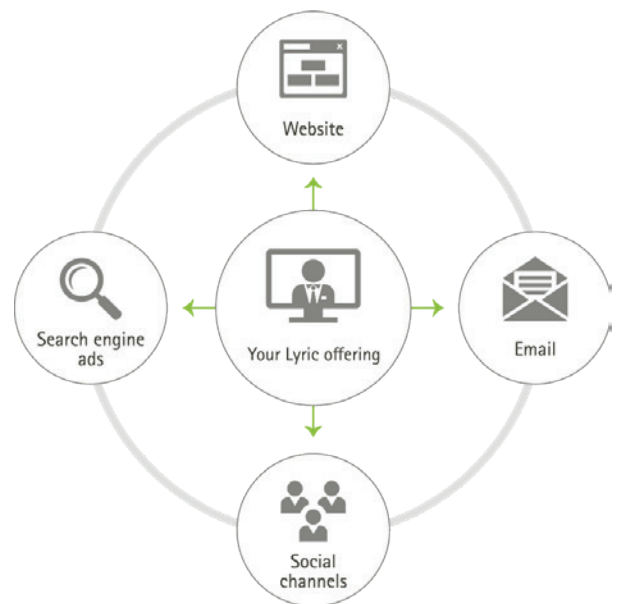 Website
Search engine
ads
Your Lyric offering
Email
Social
channels